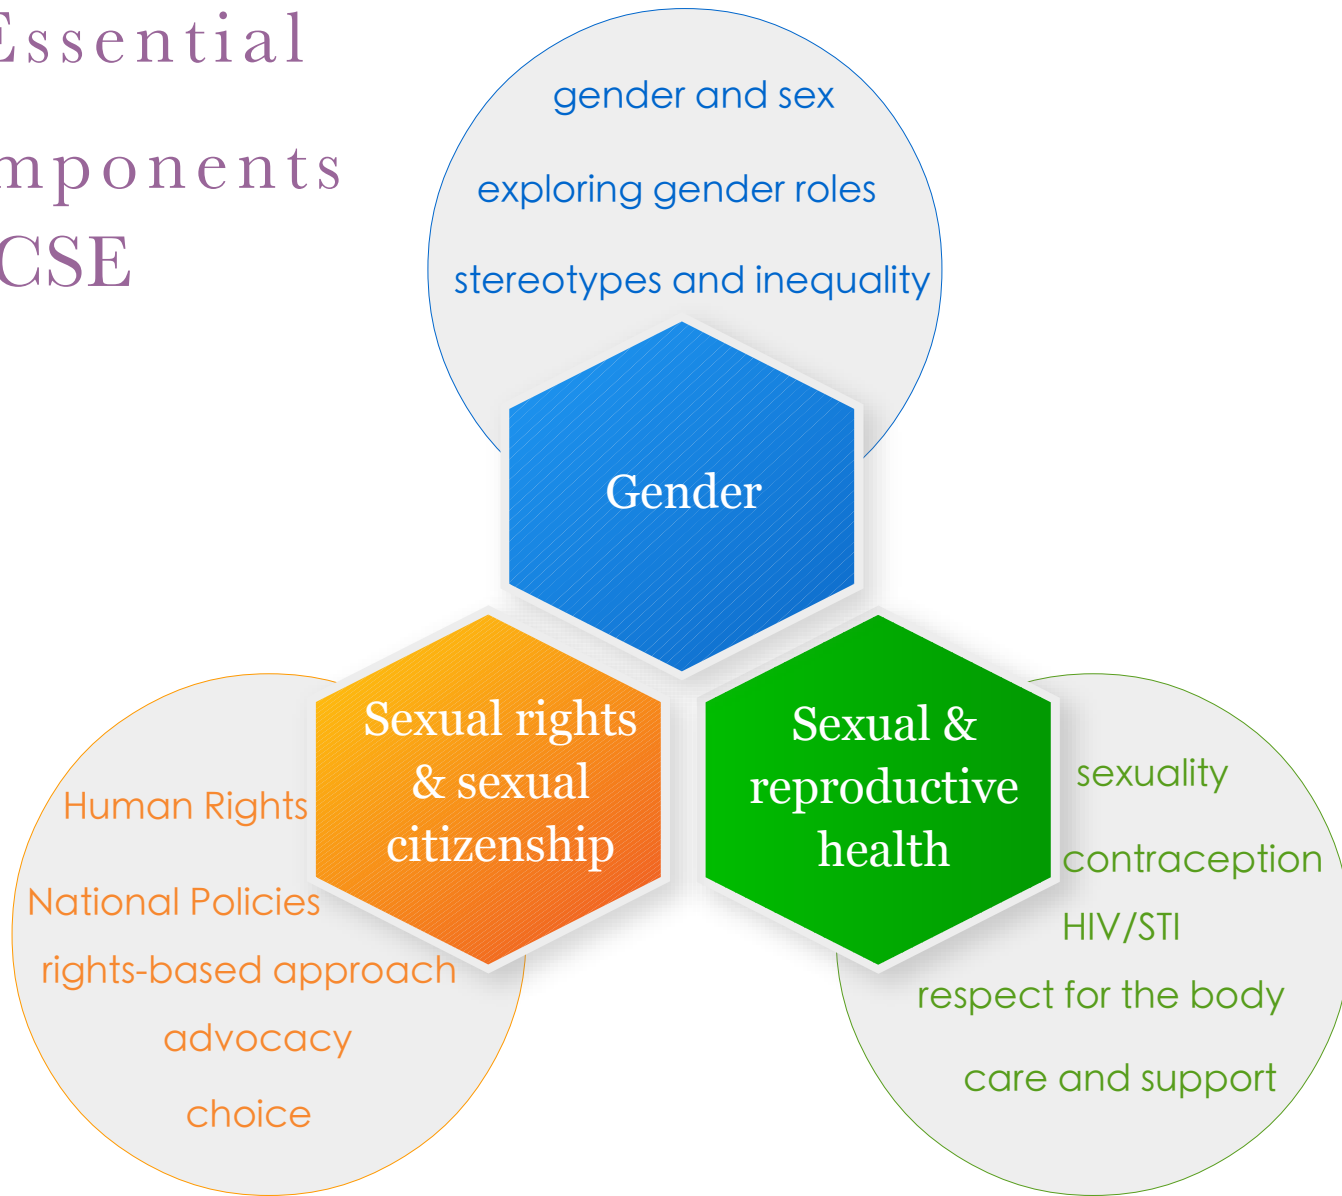 Essential
mponents
CSE
gender and sex
exploring gender roles
stereotypes and inequality
Gender
Sexual rights
& sexual
citizenship
Human Rights
National Policies
rights-based approach
advocacy
choice
Sexual &
reproductive
health
sexuality
contraception
HIV/STI
respect for the body
care and support